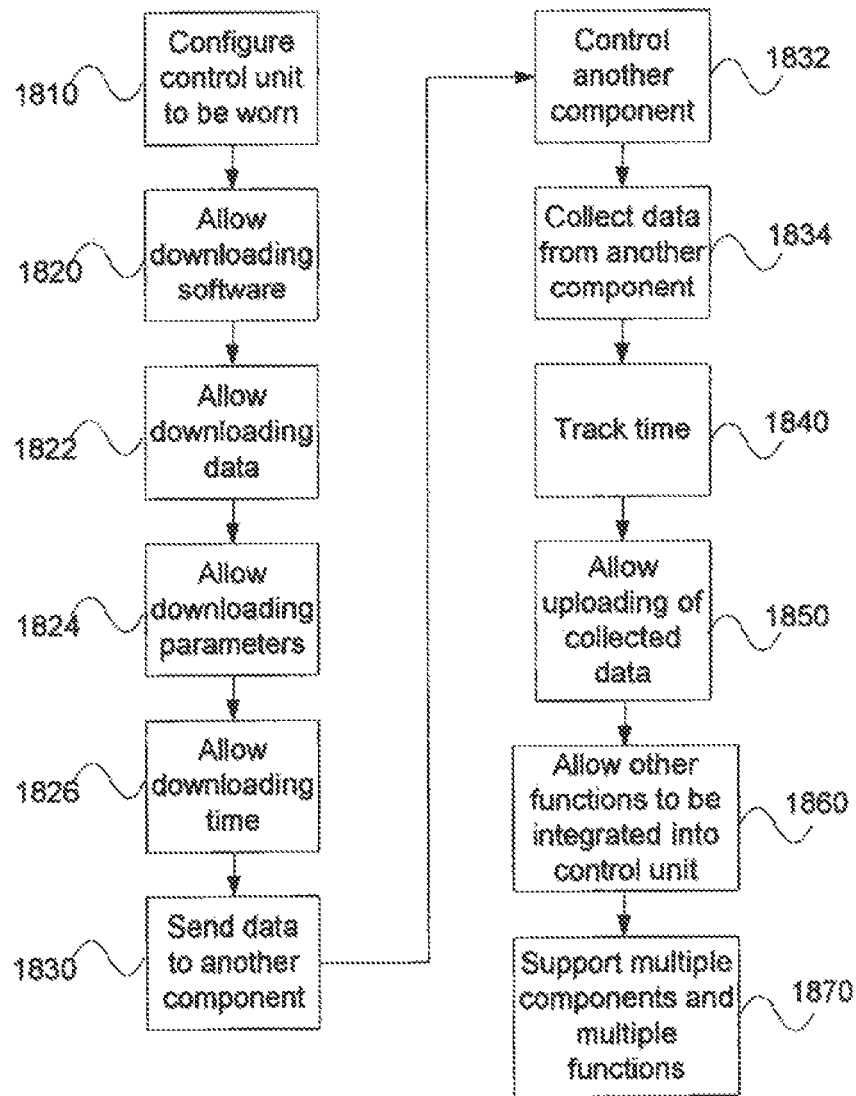 1810
Configure
control unit
to be worn
1820
Allow
downloading
software
1822
Allow
downloading
data
1824
Allow
downloading
parameters
1826
Allow
downloading
time
1830
Send data
to another
component
Control
another
component
1832
Collect data
from another
component
1834
Track time
1840
Allow
uploading of
collected
data
1850
Allow other
functions to be
integrated into
control unit
1860
Support multiple
components and
multiple
functions
1870